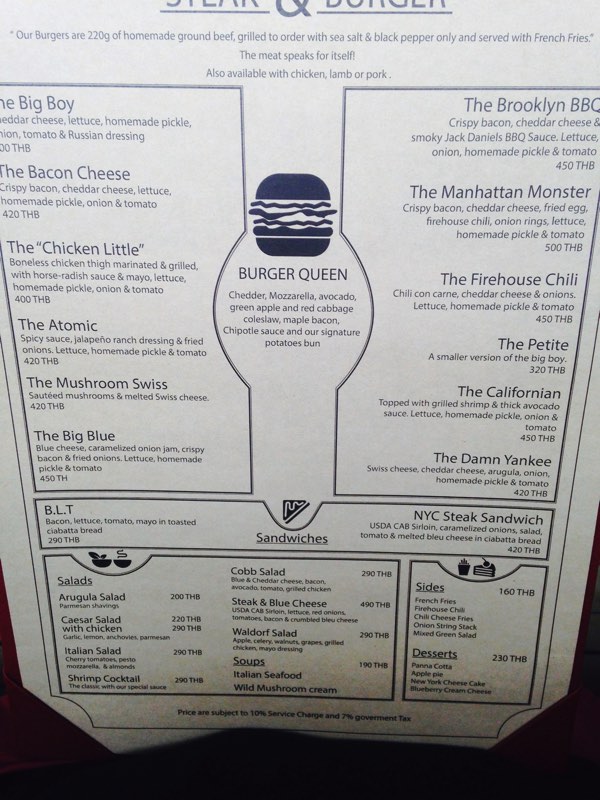 STEAK & BURGER
" Our Burgers are 220g of homemade ground beef, grilled to order with sea salt & black pepper only and served with French Fries."
The meat speaks for itself!
Also available with chicken, lamb or pork .
he Big Boy
heddar cheese, lettuce, homemade pickle,
nion, tomato & Russian dressing
00 THB
The Bacon Cheese
Crispy bacon, cheddar cheese, lettuce,
homemade pickle, onion & tomato
420 THB
The "Chicken Little"
Boneless chicken thigh marinated & grilled,
with horse-radish sauce & mayo, lettuce,
homemade pickle, onion & tomato
400 THB
The Atomic
Spicy sauce, jalapeño ranch dressing & fried
onions. Lettuce, homemade pickle & tomato
420 THB
The Mushroom Swiss
Sautéed mushrooms & melted Swiss cheese.
420 THB
The Big Blue
Blue cheese, caramelized onion jam, crispy
bacon & fried onions. Lettuce, homemade
pickle & tomato
450 TH
BURGER QUEEN
Chedder, Mozzarella, avocado,
green apple and red cabbage
coleslaw, maple bacon,
Chipotle sauce and our signature
potatoes bun
The Brooklyn BBQ
Crispy bacon, cheddar cheese &
smoky Jack Daniels BBQ Sauce. Lettuce,
onion, homemade pickle & tomato
450 THB
The Manhattan Monster
Crispy bacon, cheddar cheese, fried egg,
firehouse chili, onion rings, lettuce,
homemade pickle & tomato
500 THB
The Firehouse Chili
Chili con carne, cheddar cheese & onions.
Lettuce, homemade pickle & tomato
450 THB
The Petite
A smaller version of the big boy.
320 THB
The Californian
Topped with grilled shrimp & thick avocado
sauce. Lettuce, homemade pickle, onion &
tomato
450 THB
The Damn Yankee
Swiss cheese, cheddar cheese, arugula, onion,
homemade pickle & tomato
420 THB
B.L.T
Bacon, lettuce, tomato, mayo in toasted
ciabatta bread
290 THB
Sandwiches
NYC Steak Sandwich
USDA CAB Sirloin, caramelized onions, salad,
tomato & melted bleu cheese in ciabatta bread
420 THB
Salads
Arugula Salad 200 THB
Parmesan shavings
Caesar Salad 220 THB
with chicken 290 THB
Garlic, lemon, anchovies, parmesan
Italian Salad 290 THB
Cherry tomatoes, pesto
mozzarella, & almonds
Shrimp Cocktail 290 THB
The classic with our special sauce
Cobb Salad 290 THB
Blue & Cheddar cheese, bacon,
avocado, tomato, grilled chicken
Steak & Blue Cheese 490 THB
USDA CAB Sirloin, lettuce, red onions,
tomatoes, bacon & crumbled bleu cheese
Waldorf Salad 290 THB
Apple, celery, walnuts, grapes, grilled
chicken, mayo dressing
Soups 190 THB
Italian Seafood
Wild Mushroom cream
Sides 160 THB
French Fries
Firehouse Chili
Chili Cheese Fries
Onion String Stack
Mixed Green Salad
Desserts 230 THB
Panna Cotta
Apple pie
New York Cheese Cake
Blueberry Cream Cheese
Price are subject to 10% Service Charge and 7% goverment Tax